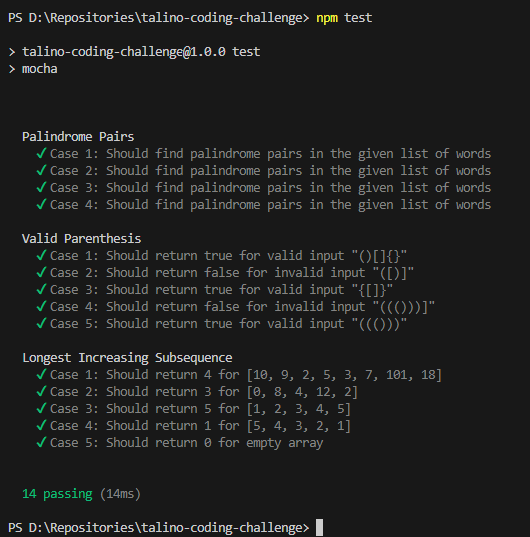 PS D:\Repositories\talino-coding-challenge> npm test
> talino-coding-challenge@1.0.0 test
> mocha
Palindrome Pairs
✓ Case 1: Should find palindrome pairs in the given list of words
✓ Case 2: Should find palindrome pairs in the given list of words
✓ Case 3: Should find palindrome pairs in the given list of words
✓ Case 4: Should find palindrome pairs in the given list of words
Valid Parenthesis
✓ Case 1: Should return true for valid input "()[]{}"
✓ Case 2: Should return false for invalid input "([)]"
✓ Case 3: Should return true for valid input "{[]}"
✓ Case 4: Should return false for invalid input "((()))]"
✓ Case 5: Should return true for valid input "((()))"
Longest Increasing Subsequence
✓ Case 1: Should return 4 for [10, 9, 2, 5, 3, 7, 101, 18]
✓ Case 2: Should return 3 for [0, 8, 4, 12, 2]
✓ Case 3: Should return 5 for [1, 2, 3, 4, 5]
✓ Case 4: Should return 1 for [5, 4, 3, 2, 1]
✓ Case 5: Should return 0 for empty array
14 passing (14ms)
PS D:\Repositories\talino-coding-challenge>